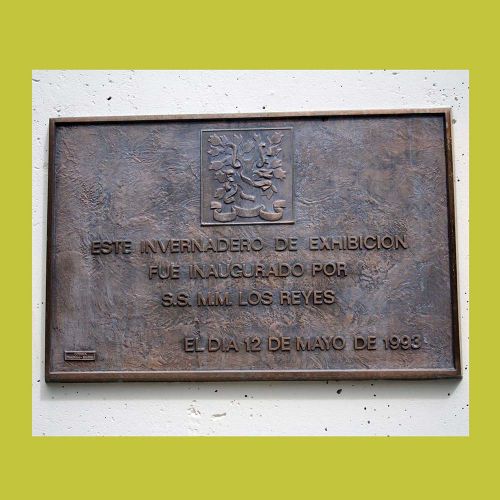 ESTE INVERNADERO DE EXHIBICION
FUE INAUGURADO POR
S.S. M.M. LOS REYES
EL DIA 12 DE MAYO DE 1993